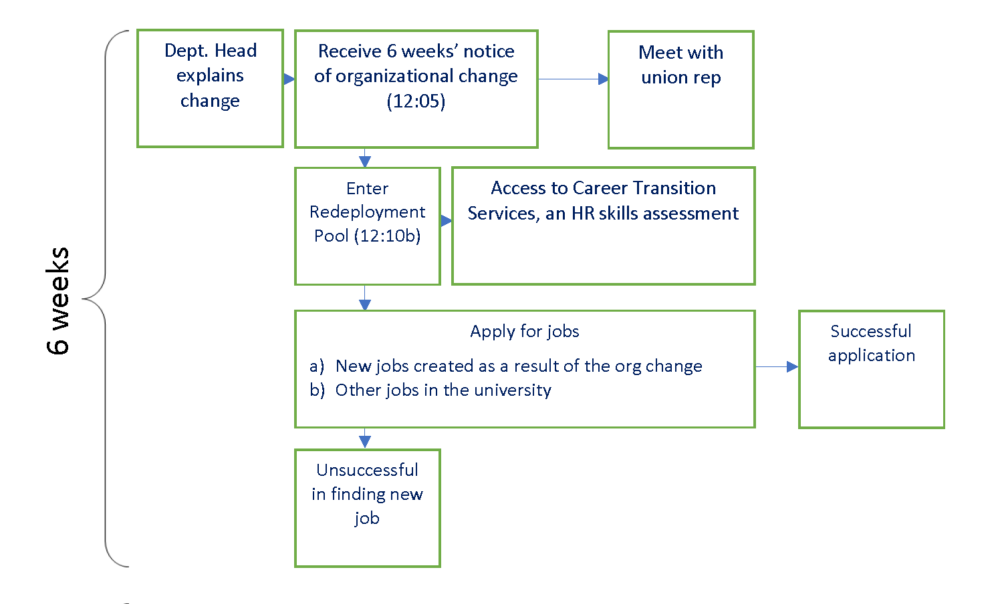 Dept. Head
explains
change
Receive 6 weeks’ notice
of organizational change
(12:05)
Meet with
union rep
Enter
Redeployment
Pool (12:10b)
Access to Career Transition
Services, an HR skills assessment
6 weeks
Apply for jobs
a) New jobs created as a result of the org change
b) Other jobs in the university
Successful
application
Unsuccessful
in finding new
job